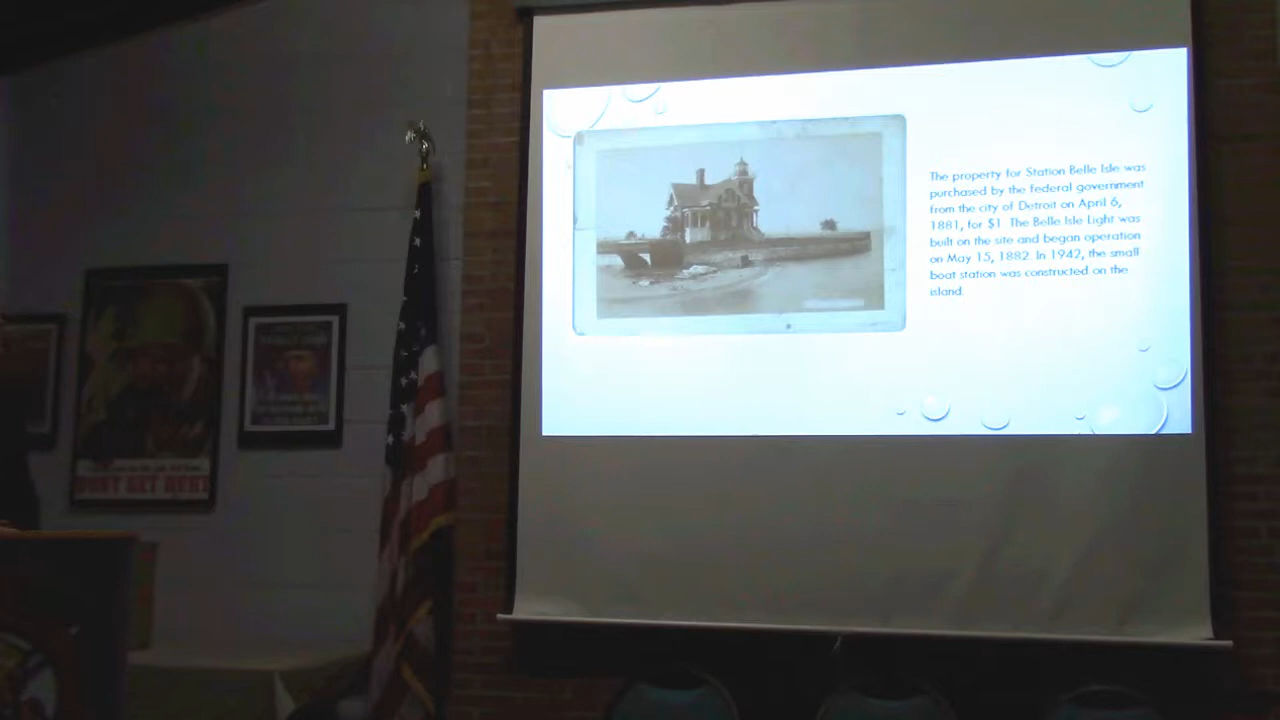 The property for Station Belle Isle was
purchased by the federal government
from the city of Detroit on April 6,
1881, for $1. The Belle Isle Light was
built on the site and began operation
on May 15, 1882. In 1942, the small
boat station was constructed on the
island.
GET HURT